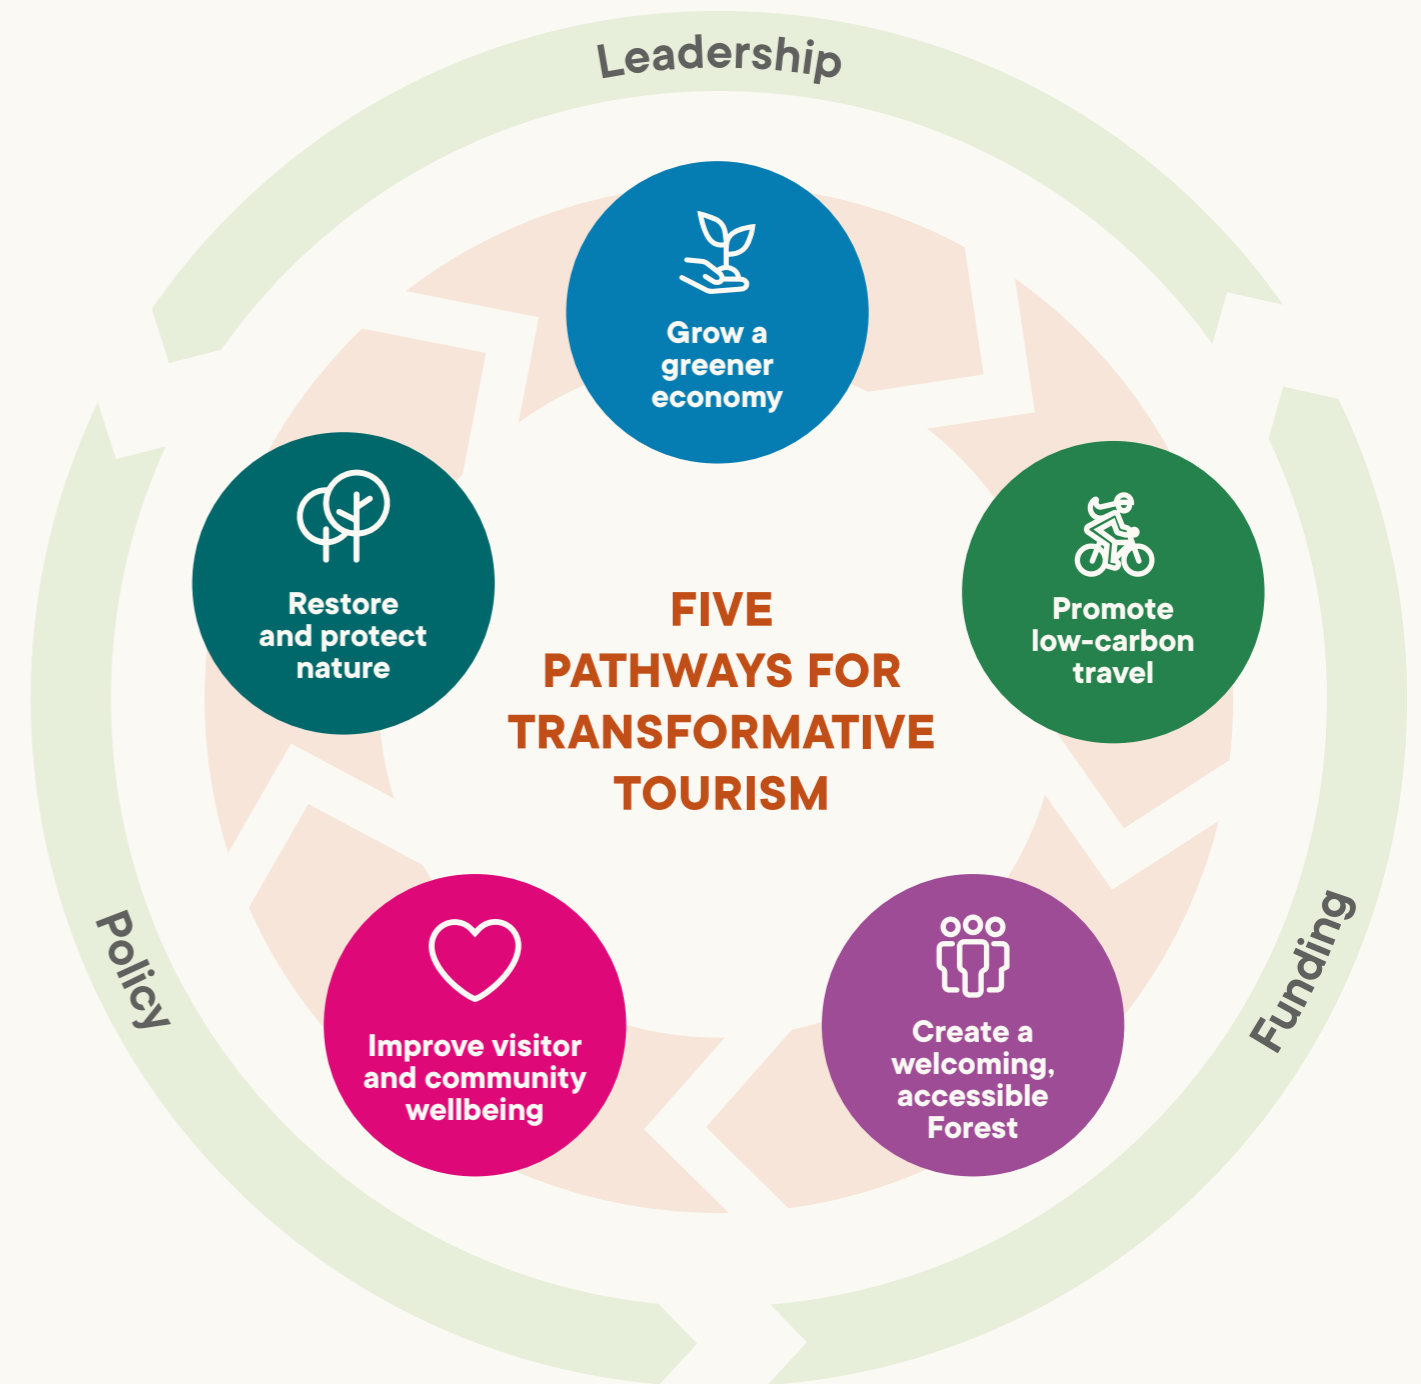 Leadership
Grow a
greener
economy
Restore
and protect
nature
Promote
low-carbon
travel
FIVE
PATHWAYS FOR
TRANSFORMATIVE
TOURISM
Improve visitor
and community
wellbeing
Create a
welcoming,
accessible
Forest
Policy
Funding